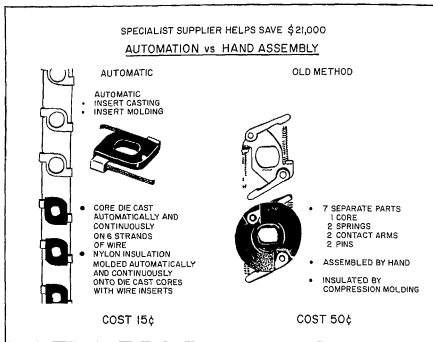 SPECIALIST SUPPLIER HELPS SAVE $21,000
AUTOMATION vs HAND ASSEMBLY
AUTOMATIC
AUTOMATIC
• INSERT CASTING
• INSERT MOLDING
• CORE DIE CAST
AUTOMATICALLY AND
CONTINUOUSLY
ON 6 STRANDS
OF WIRE
• NYLON INSULATION
MOLDED AUTOMATICALLY
AND CONTINUOUSLY
ONTO DIE CAST CORES
WITH WIRE INSERTS
COST 15¢
OLD METHOD
• 7 SEPARATE PARTS
1 CORE
2 SPRINGS
2 CONTACT ARMS
2 PINS
• ASSEMBLED BY HAND
• INSULATED BY
COMPRESSION MOLDING
COST 50¢